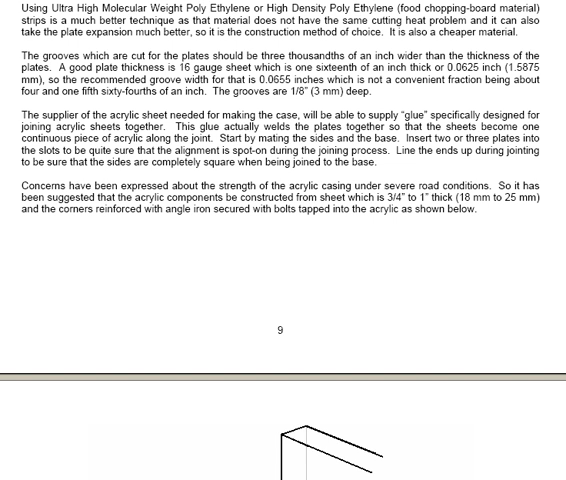 Using Ultra High Molecular Weight Poly Ethylene or High Density Poly Ethylene (food chopping-board material)
strips is a much better technique as that material does not have the same cutting heat problem and it can also
take the plate expansion much better, so it is the construction method of choice. It is also a cheaper material.
The grooves which are cut for the plates should be three thousandths of an inch wider than the thickness of the
plates. A good plate thickness is 16 gauge sheet which is one sixteenth of an inch thick or 0.0625 inch (1.5875
mm), so the recommended groove width for that is 0.0655 inches which is not a convenient fraction being about
four and one fifth sixty-fourths of an inch. The grooves are 1/8” (3 mm) deep.
The supplier of the acrylic sheet needed for making the case, will be able to supply “glue” specifically designed for
joining acrylic sheets together. This glue actually welds the plates together so that the sheets become one
continuous piece of acrylic along the joint. Start by mating the sides and the base. Insert two or three plates into
the slots to be quite sure that the alignment is spot-on during the joining process. Line the ends up during jointing
to be sure that the sides are completely square when being joined to the base.
Concerns have been expressed about the strength of the acrylic casing under severe road conditions. So it has
been suggested that the acrylic components be constructed from sheet which is 3/4” to 1” thick (18 mm to 25 mm)
and the corners reinforced with angle iron secured with bolts tapped into the acrylic as shown below.
9